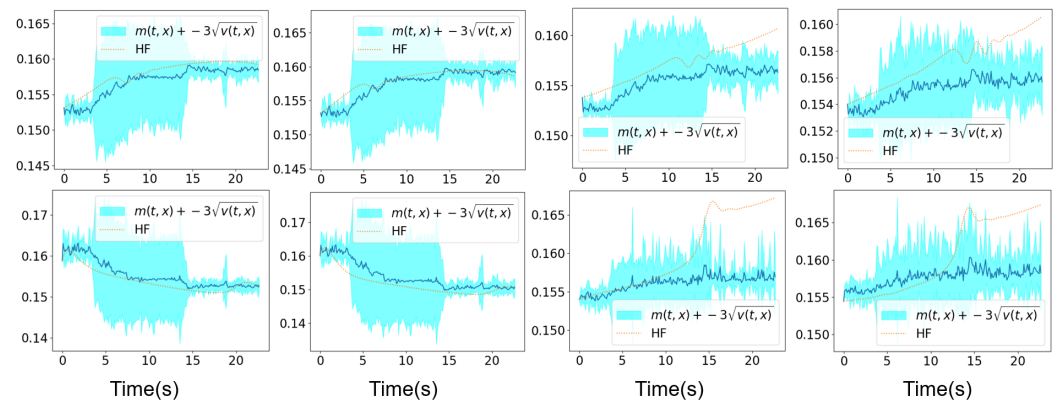 0.165
0.160
0.155
0.150
0.145
0 5 10 15 20
m(t, x) + − 3√v(t, x)
HF
0.165
0.160
0.155
0.150
0.145
0 5 10 15 20
m(t, x) + − 3√v(t, x)
HF
0.160
0.155
0.150
0 5 10 15 20
m(t, x) + − 3√v(t, x)
HF
0.160
0.158
0.156
0.154
0.152
0.150
0 5 10 15 20
m(t, x) + − 3√v(t, x)
HF
0.17
0.16
0.15
0.14
0 5 10 15 20
m(t, x) + − 3√v(t, x)
HF
0.17
0.16
0.15
0.14
0 5 10 15 20
m(t, x) + − 3√v(t, x)
HF
0.165
0.160
0.155
0.150
0 5 10 15 20
m(t, x) + − 3√v(t, x)
HF
0.165
0.160
0.155
0.150
0 5 10 15 20
m(t, x) + − 3√v(t, x)
HF
Time(s) Time(s) Time(s) Time(s)